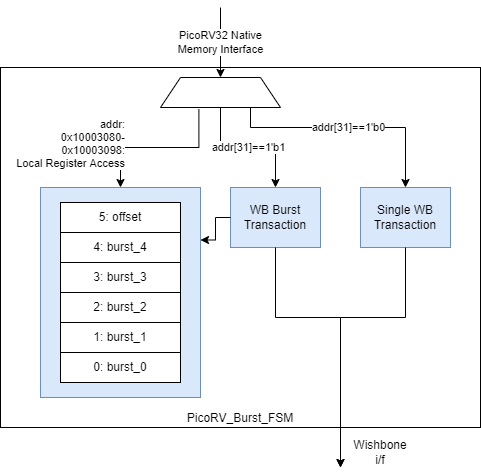 PicoRV32 Native
Memory Interface
addr:
0x10003080-
0x10003098:
Local Register Access
addr[31]==1'b1
addr[31]==1'b0
5: offset
4: burst_4
3: burst_3
2: burst_2
1: burst_1
0: burst_0
WB Burst
Transaction
Single WB
Transaction
PicoRV_Burst_FSM
Wishbone
i/f